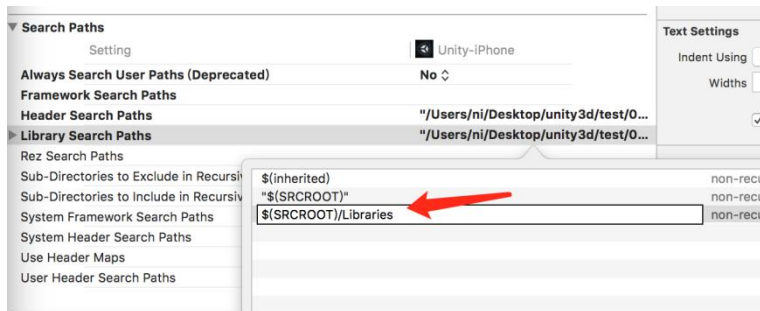 Search Paths
Text Settings
Setting Unity-iPhone
Indent Using
Always Search User Paths (Deprecated) No
Widths
Framework Search Paths
Header Search Paths "/Users/ni/Desktop/unity3d/test/0...
Library Search Paths "/Users/ni/Desktop/unity3d/test/0...
Rez Search Paths
Sub-Directories to Exclude in Recursiv
$(inherited) non-recu
Sub-Directories to Include in Recursiv
"$(SRCROOT)" non-recu
System Framework Search Paths
$(SRCROOT)/Libraries non-recu
System Header Search Paths
Use Header Maps
User Header Search Paths